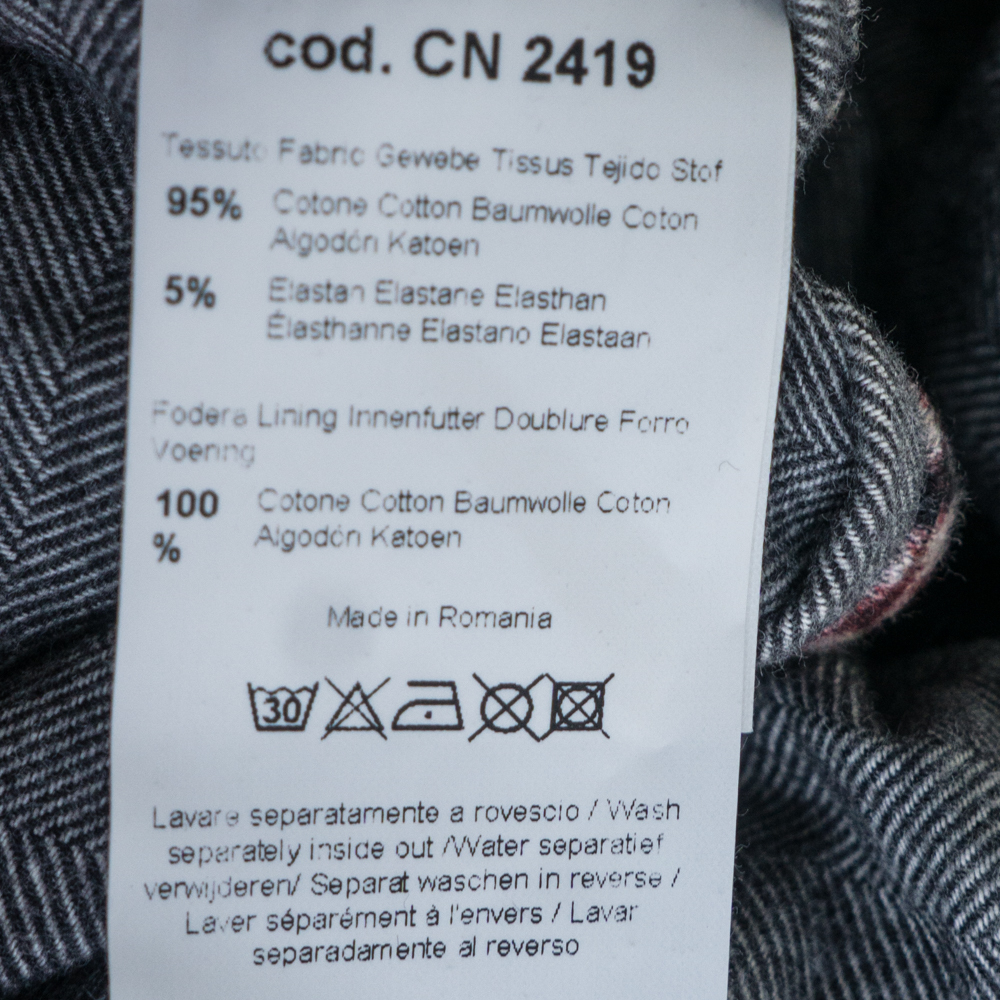 cod. CN 2419
Tessuto Fabric Gewebe Tissus Tejido Stof
95% Cotone Cotton Baumwolle Coton
Algodón Katoen
5% Elastan Elastane Elasthan
Élasthanne Elastano Elastaan
Fodera Lining Innenfutter Doublure Forro
Voering
100 Cotone Cotton Baumwolle Coton
% Algodón Katoen
Made in Romania
30
Lavare separatamente a rovescio / Wash
separately inside out /Water separatief
verwijderen/ Separat waschen in reverse /
Laver séparément à l'envers / Lavar
separadamente al reverso